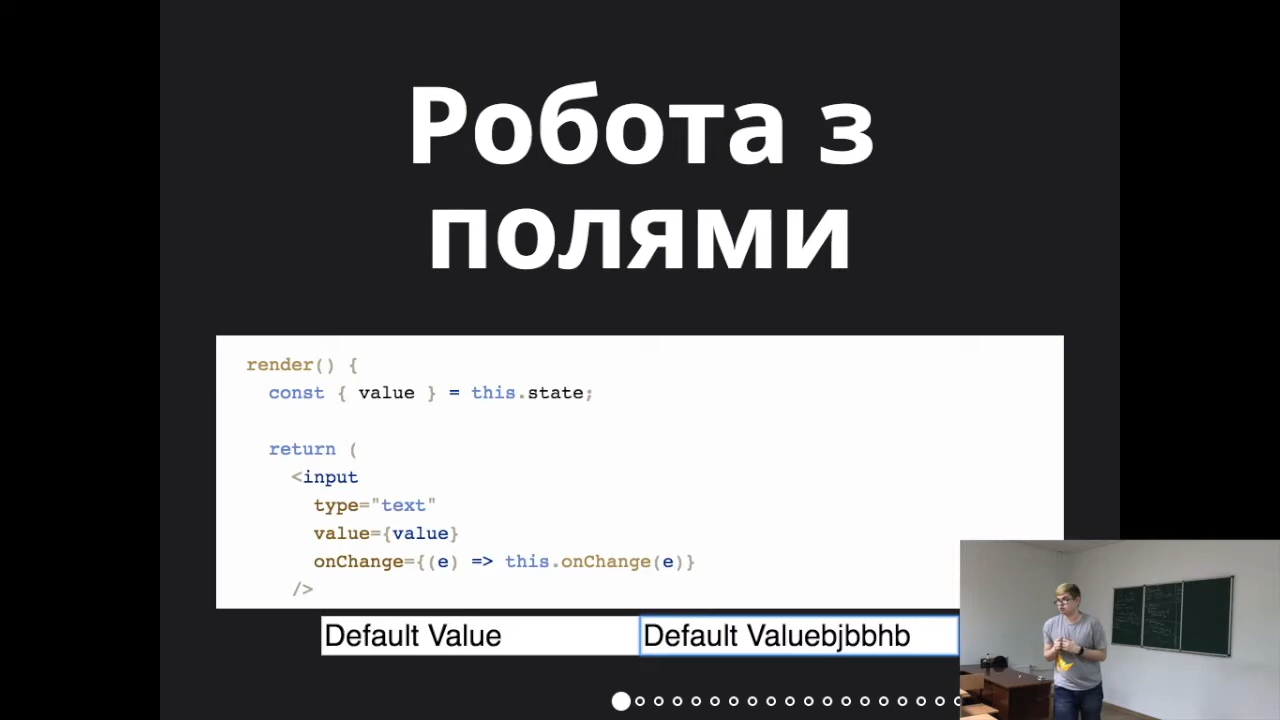 Робота з
полями
render() {
const { value } = this.state;
return (
<input
type="text"
value={value}
onChange={(e) => this.onChange(e)}
/>
Default Value
Default Valuebjbbhb